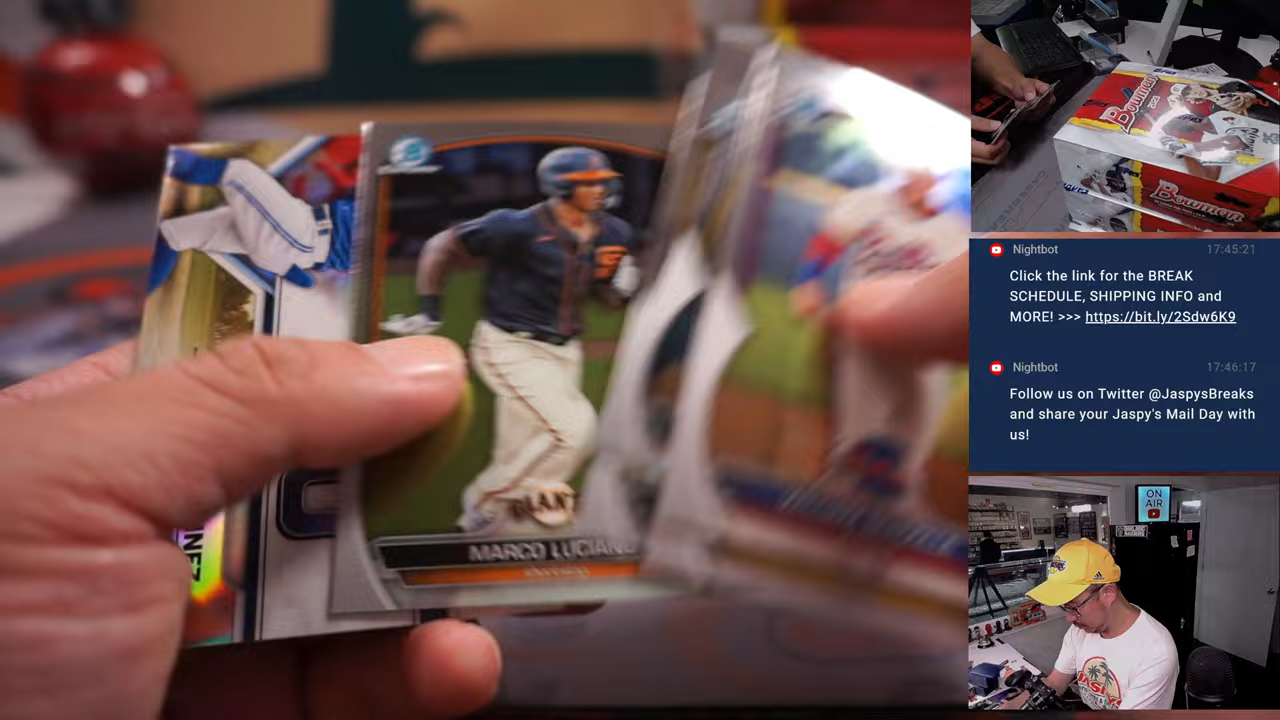 GIANTS
MARCO LUCIANO
NEZ
Bowman
2021
Bowman
Nightbot
17:45:21
Click the link for the BREAK
SCHEDULE, SHIPPING INFO and
MORE! >>> https://bit.ly/2Sdw6K9
Nightbot
17:46:17
Follow us on Twitter @JaspysBreaks
and share your Jaspy's Mail Day with
us!
ON
AIR